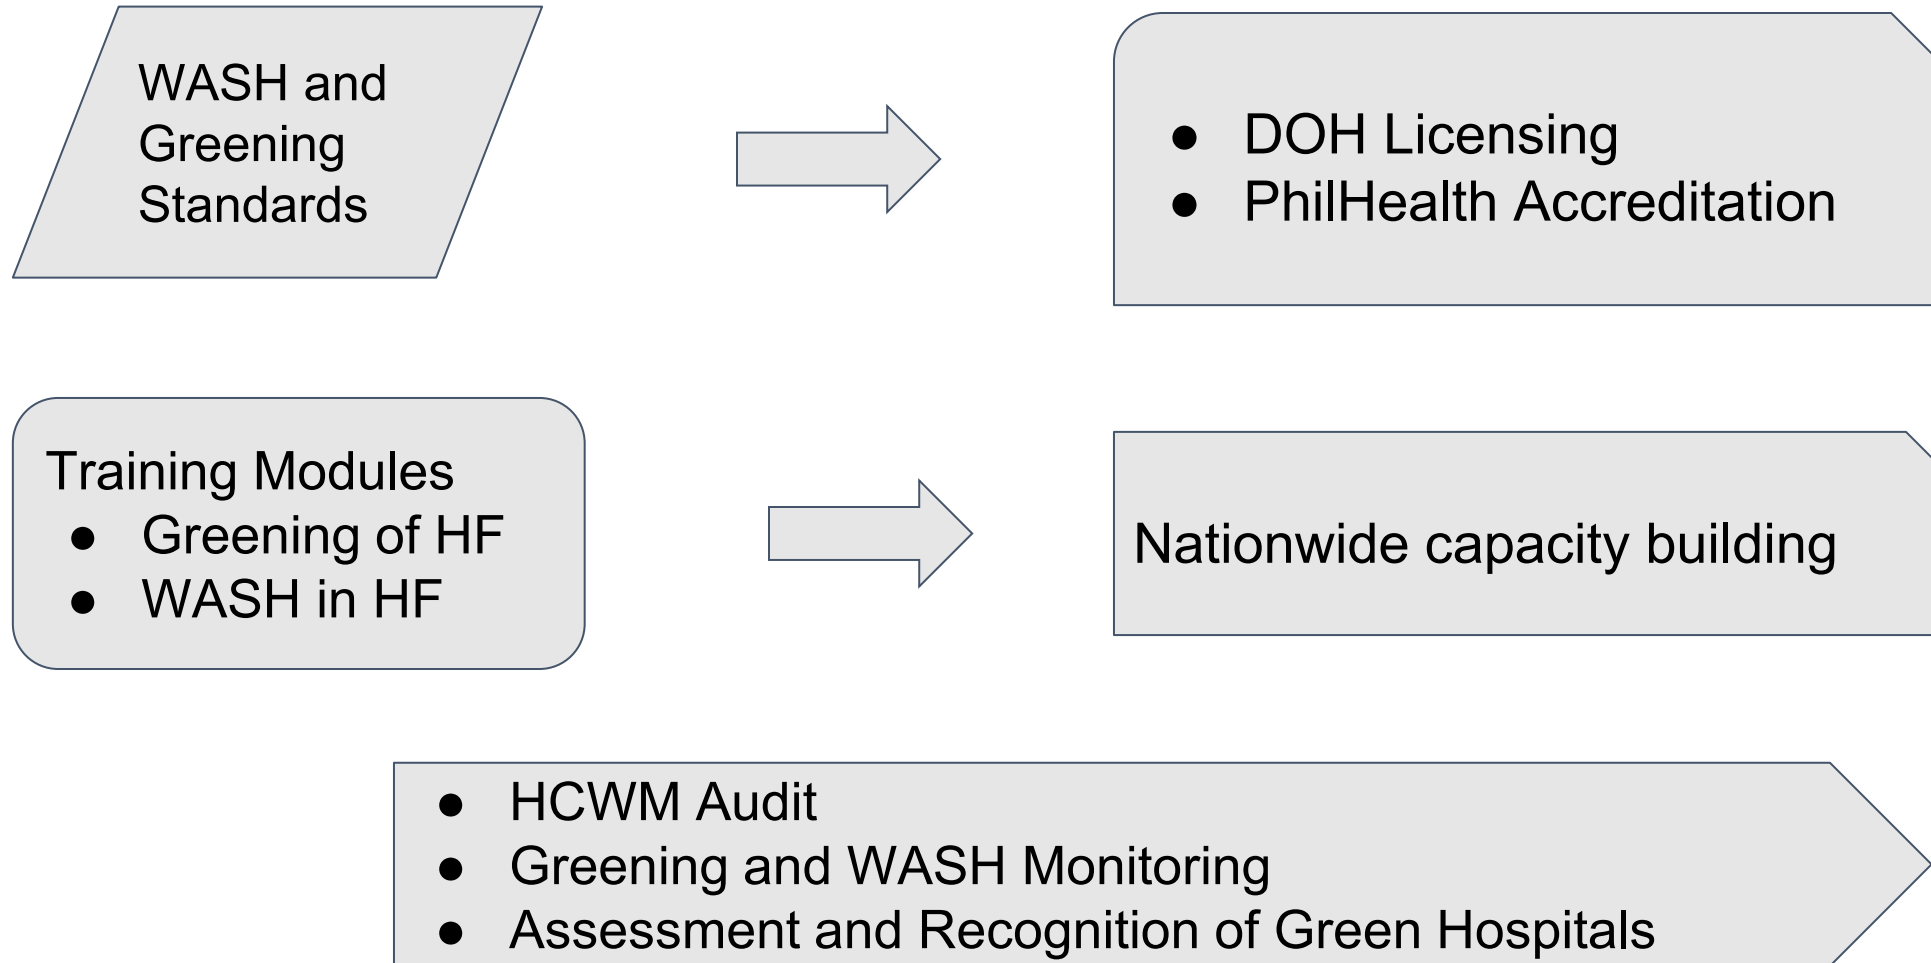 WASH and
Greening
Standards
● DOH Licensing
● PhilHealth Accreditation
Training Modules
● Greening of HF
● WASH in HF
Nationwide capacity building
● HCWM Audit
● Greening and WASH Monitoring
● Assessment and Recognition of Green Hospitals